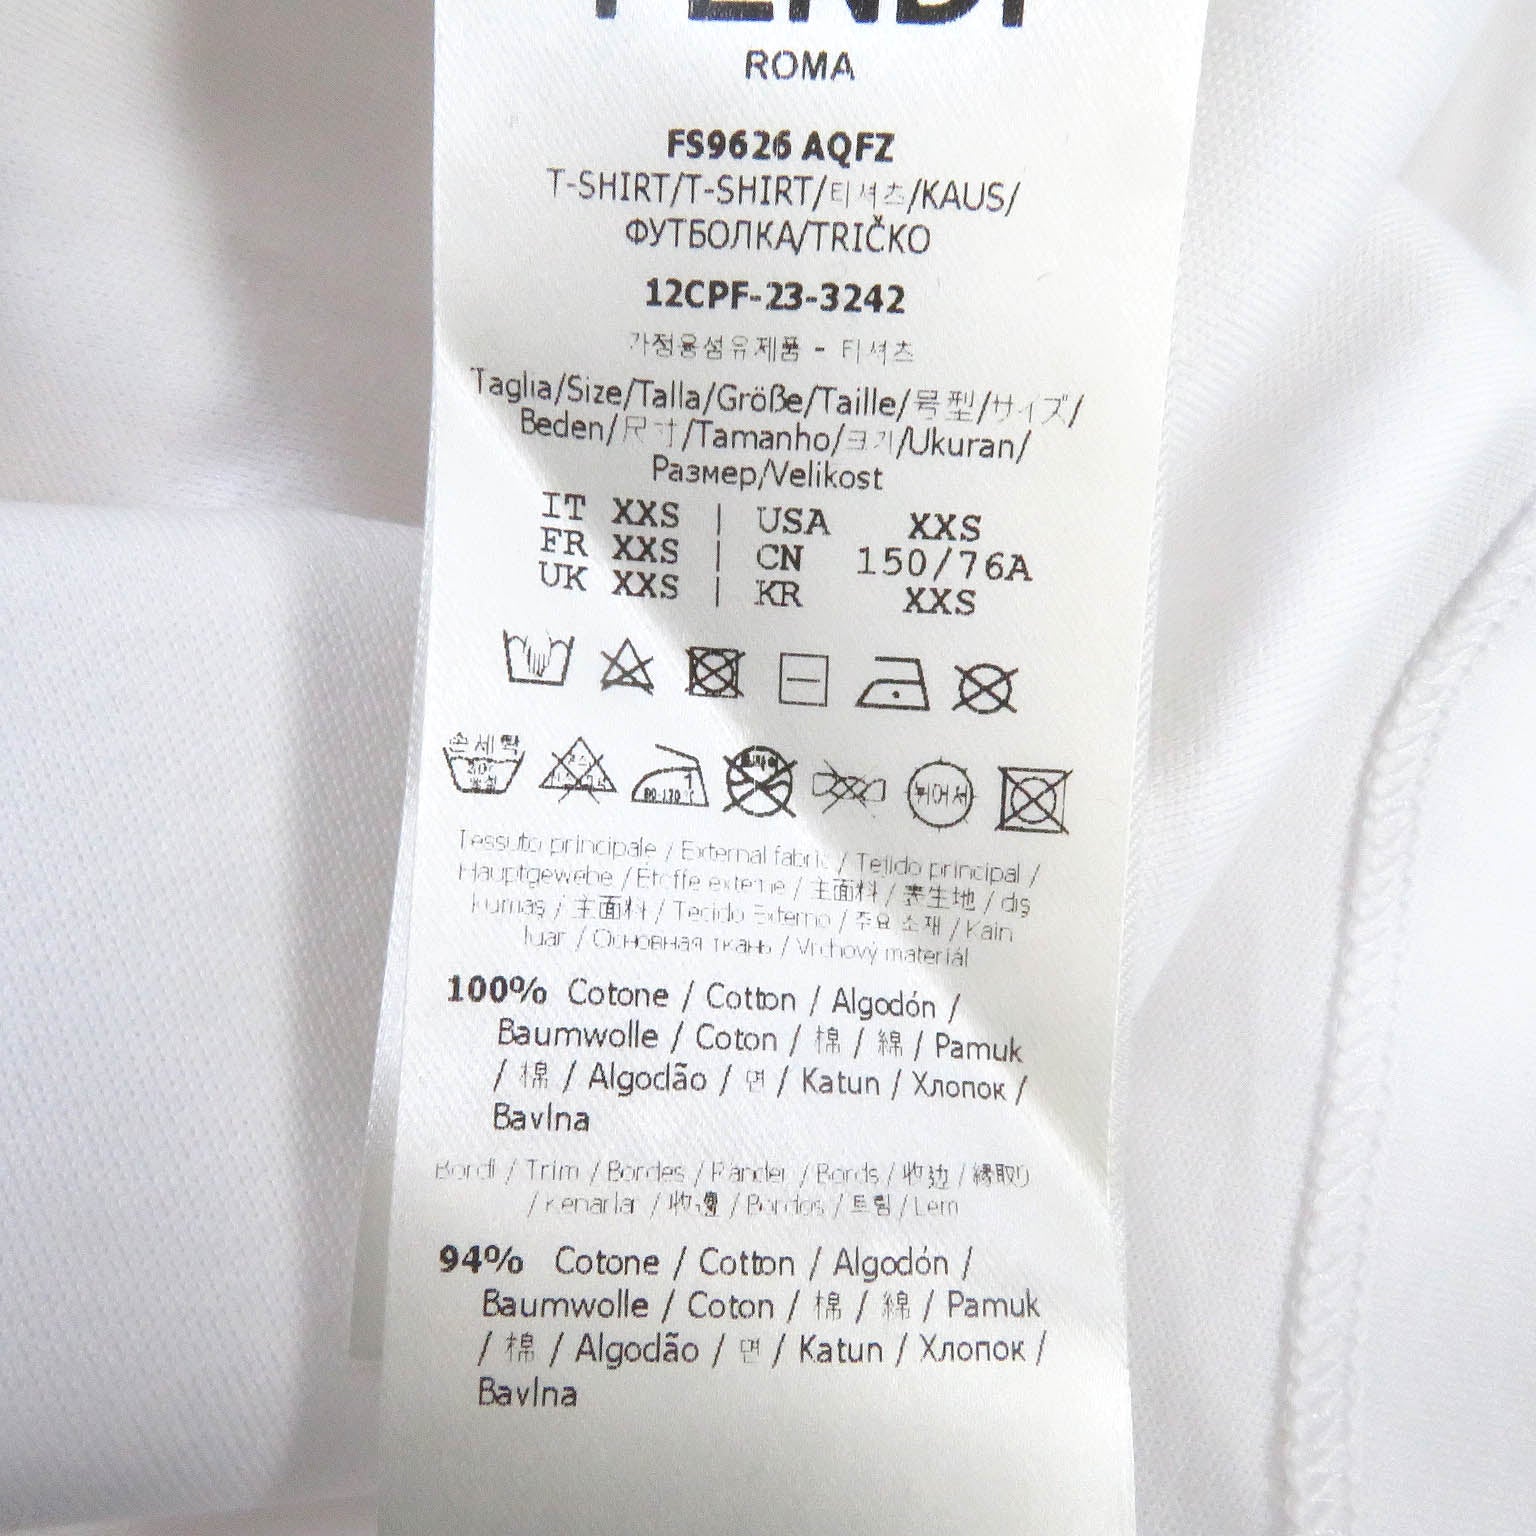 FENDI
ROMA
FS9626 AQFZ
T-SHIRT/T-SHIRT/티셔츠/KAUS/
ФУТБОЛКА/TRIČKO
12CPF-23-3242
가정용섬유제품 - 티셔츠
Taglia/Size/Talla/Größe/Taille/号型/サイズ/
Beden/尺寸/Tamanho/크기/Ukuran/
Размер/Velikost
IT XXS | USA XXS
FR XXS | CN 150/76A
UK XXS | KR XXS
손세탁
Tessuto principale / External fabric / Tejido principal /
Hauptgewebe / Etoffe externe / 主面料 / 表生地 / dış
kumaş / 主面料 / Tecido Externo / 주요 소재 / Kain
luar / Основная ткань / Vrchový materiál
100% Cotone / Cotton / Algodón /
Baumwolle / Coton / 棉 / 綿 / Pamuk
/ 棉 / Algodão / 면 / Katun / Хлопок /
Bavlna
Bordi / Trim / Bordes / Ränder / Bords / 收边 / 縁取り
/ Kenarlar / 收邊 / Bordos / 트림 / Lem
94% Cotone / Cotton / Algodón /
Baumwolle / Coton / 棉 / 綿 / Pamuk
/ 棉 / Algodão / 면 / Katun / Хлопок /
Bavlna